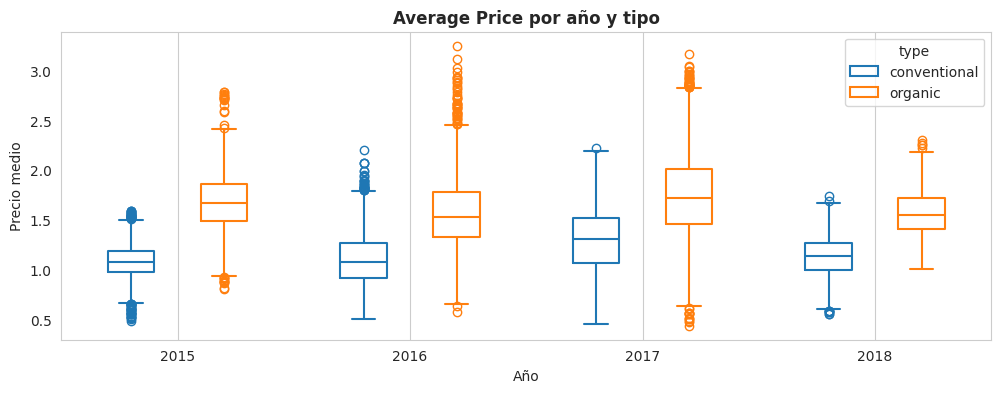 Average Price por año y tipo
type
conventional
organic
Precio medio
3.0
2.5
2.0
1.5
1.0
0.5
2015
2016
2017
2018
Año